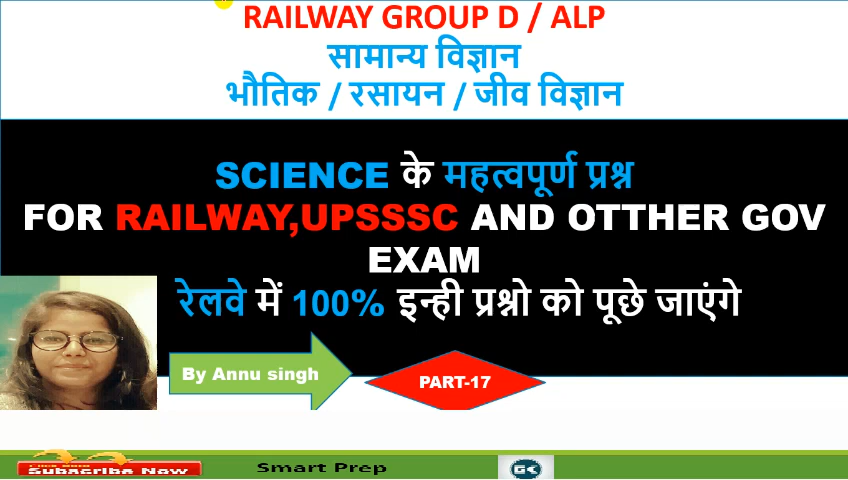 RAILWAY GROUP D / ALP
सामान्य विज्ञान
भौतिक / रसायन / जीव विज्ञान
SCIENCE के महत्वपूर्ण प्रश्न
FOR RAILWAY,UPSSSC AND OTTHER GOV
EXAM
रेलवे में 100% इन्ही प्रश्नो को पूछे जाएंगे
By Annu singh
PART-17
Subscribe Now
Smart Prep
GK